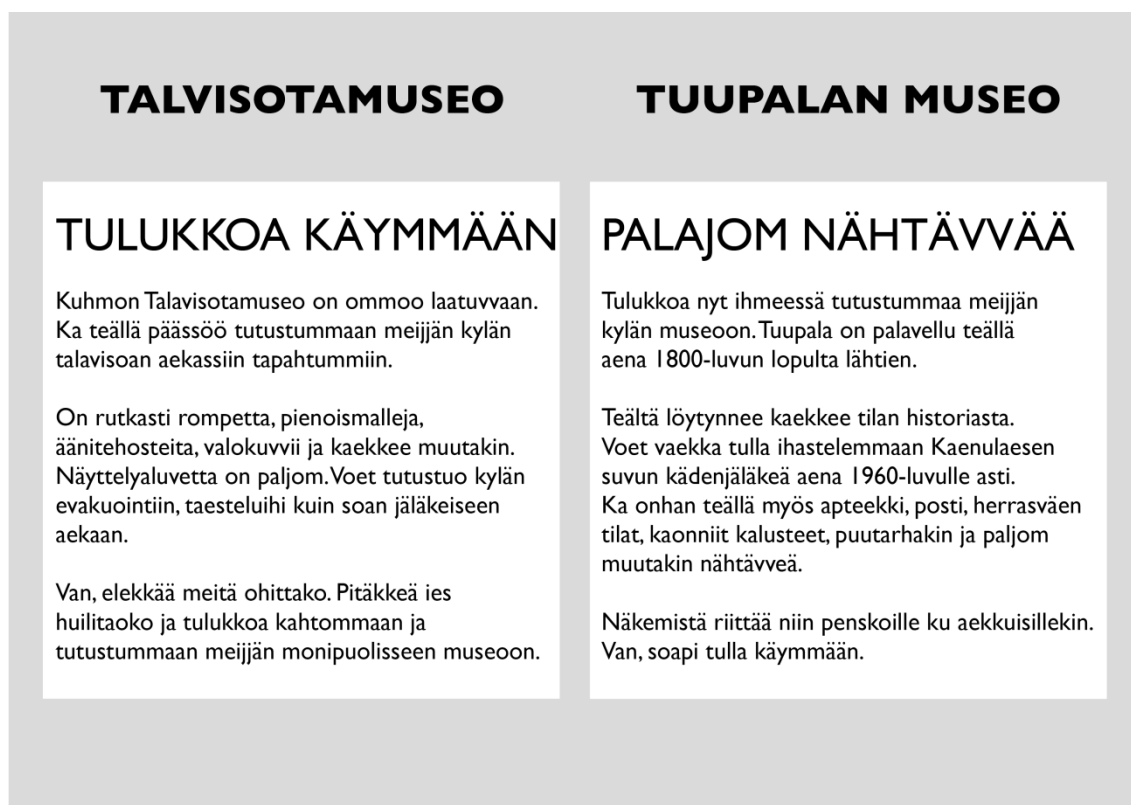 TALVISOTAMUSEO
TULUKKOA KÄYMMÄÄN
Kuhmon Talavisotamuseo on ommoo laatuvvaan.
Ka teällä päässöö tutustummaan meijjän kylän
talavisoan aekassiin tapahtummiin.
On rutkasti rompetta, pienoismalleja,
äänitehosteita, valokuvvii ja kaekkee muutakin.
Näyttelyaluvetta on paljom. Voet tutustuo kylän
evakuointiin, taesteluihi kuin soan jäläkeiseen
aekaan.
Van, elekkää meitä ohittako. Pitäkkeä ies
huilitaoko ja tulukkoa kahtommaan ja
tutustummaan meijjän monipuolisseen museoon.
TUUPALAN MUSEO
PALAJOM NÄHTÄVVÄÄ
Tulukkoa nyt ihmeessä tutustummaa meijjän
kylän museoon. Tuupala on palavellu teällä
aena 1800-luvun lopulta lähtien.
Teältä löytynnee kaekkee tilan historiasta.
Voet vaekka tulla ihastelemmaan Kaenulaesen
suvun kädenjäläkeä aena 1960-luvulle asti.
Ka onhan teällä myös apteekki, posti, herrasväen
tilat, kaonniit kalusteet, puutarhakin ja paljom
muutakin nähtävveä.
Näkemistä riittää niin penskoille ku aekkuisillekin.
Van, soapi tulla käymmään.